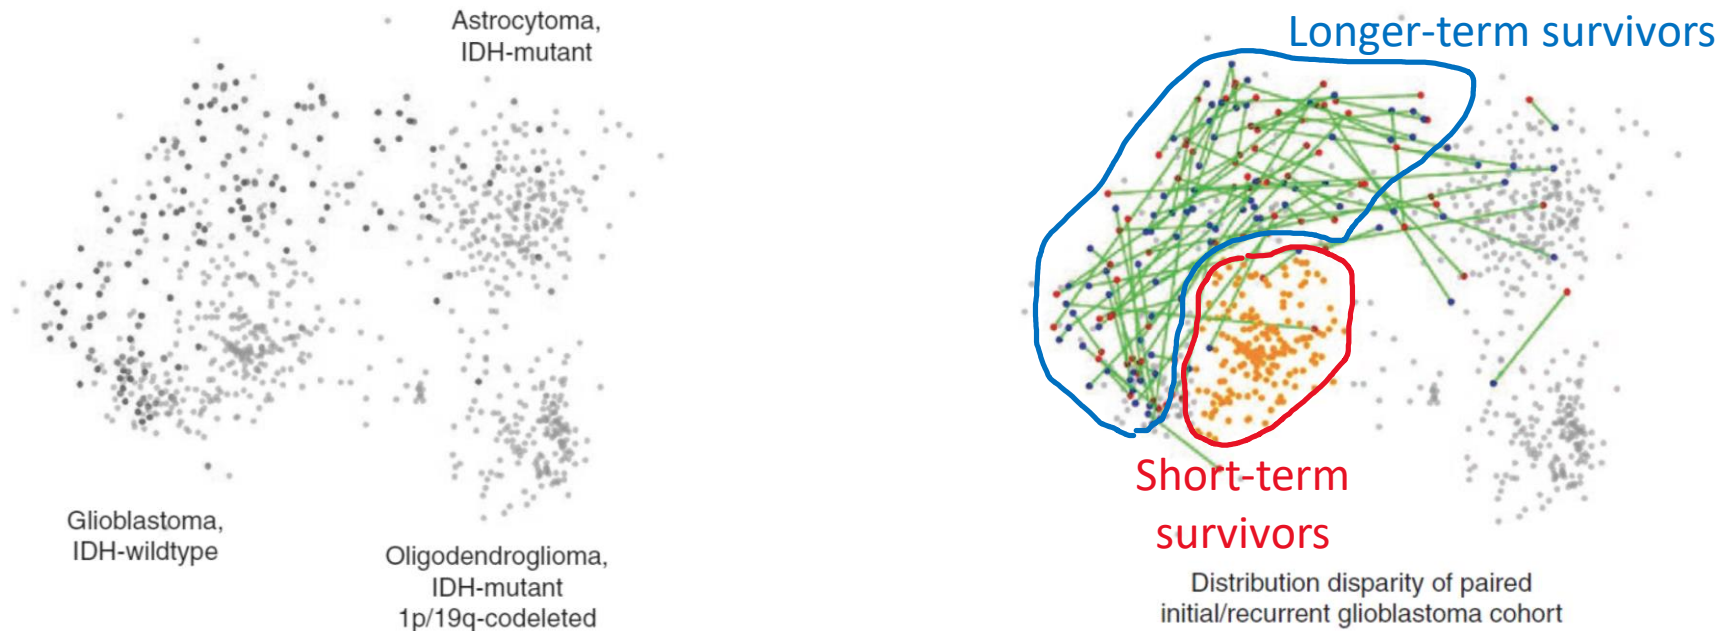 Astrocytoma,
IDH-mutant
Glioblastoma,
IDH-wildtype
Oligodendroglioma,
IDH-mutant
1p/19q-codeleted
Longer-term survivors
Short-term
survivors
Distribution disparity of paired
initial/recurrent glioblastoma cohort